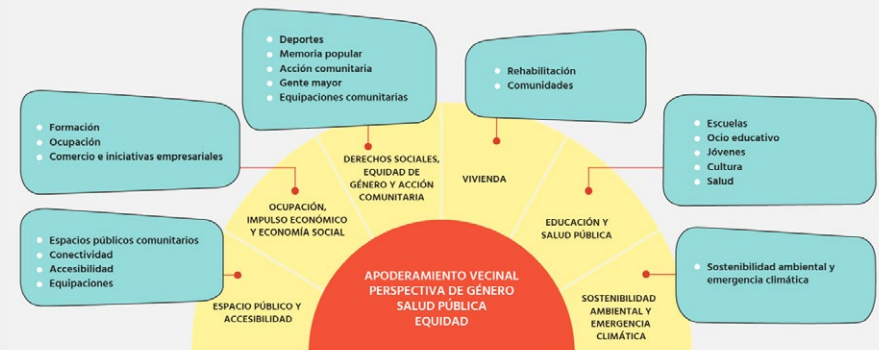 Deportes
Memoria popular
Acción comunitaria
Gente mayor
Equipaciones comunitarias
Rehabilitación
Comunidades
Formación
Ocupación
Comercio e iniciativas empresariales
Escuelas
Ocio educativo
Jóvenes
Cultura
Salud
Espacios públicos comunitarios
Conectividad
Accesibilidad
Equipaciones
Sostenibilidad ambiental y
emergencia climática
ESPACIO PÚBLICO Y
ACCESIBILIDAD
OCUPACIÓN,
IMPULSO ECONÓMICO
Y ECONOMÍA SOCIAL
DERECHOS SOCIALES,
EQUIDAD DE
GÉNERO Y ACCIÓN
COMUNITARIA
VIVIENDA
EDUCACIÓN Y
SALUD PÚBLICA
SOSTENIBILIDAD
AMBIENTAL Y
EMERGENCIA
CLIMÁTICA
APODERAMIENTO VECINAL
PERSPECTIVA DE GÉNERO
SALUD PÚBLICA
EQUIDAD